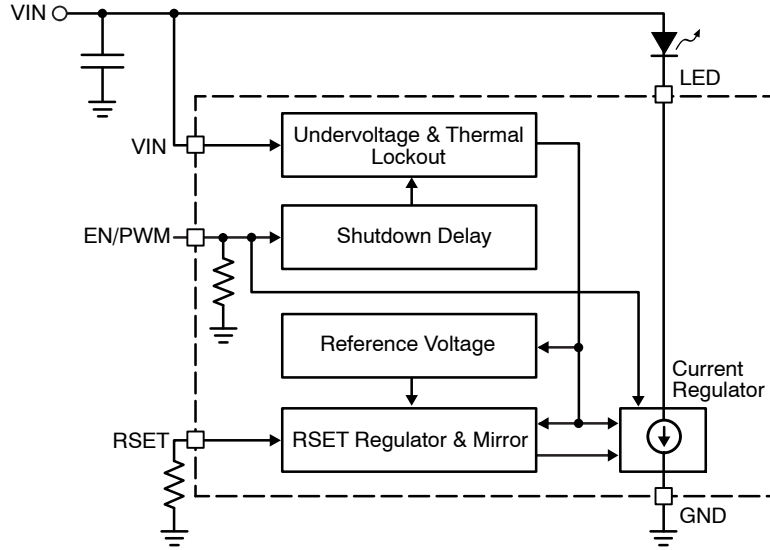 VIN
LED
VIN
Undervoltage & Thermal
Lockout
EN/PWM
Shutdown Delay
Reference Voltage
Current
Regulator
RSET
RSET Regulator & Mirror
GND